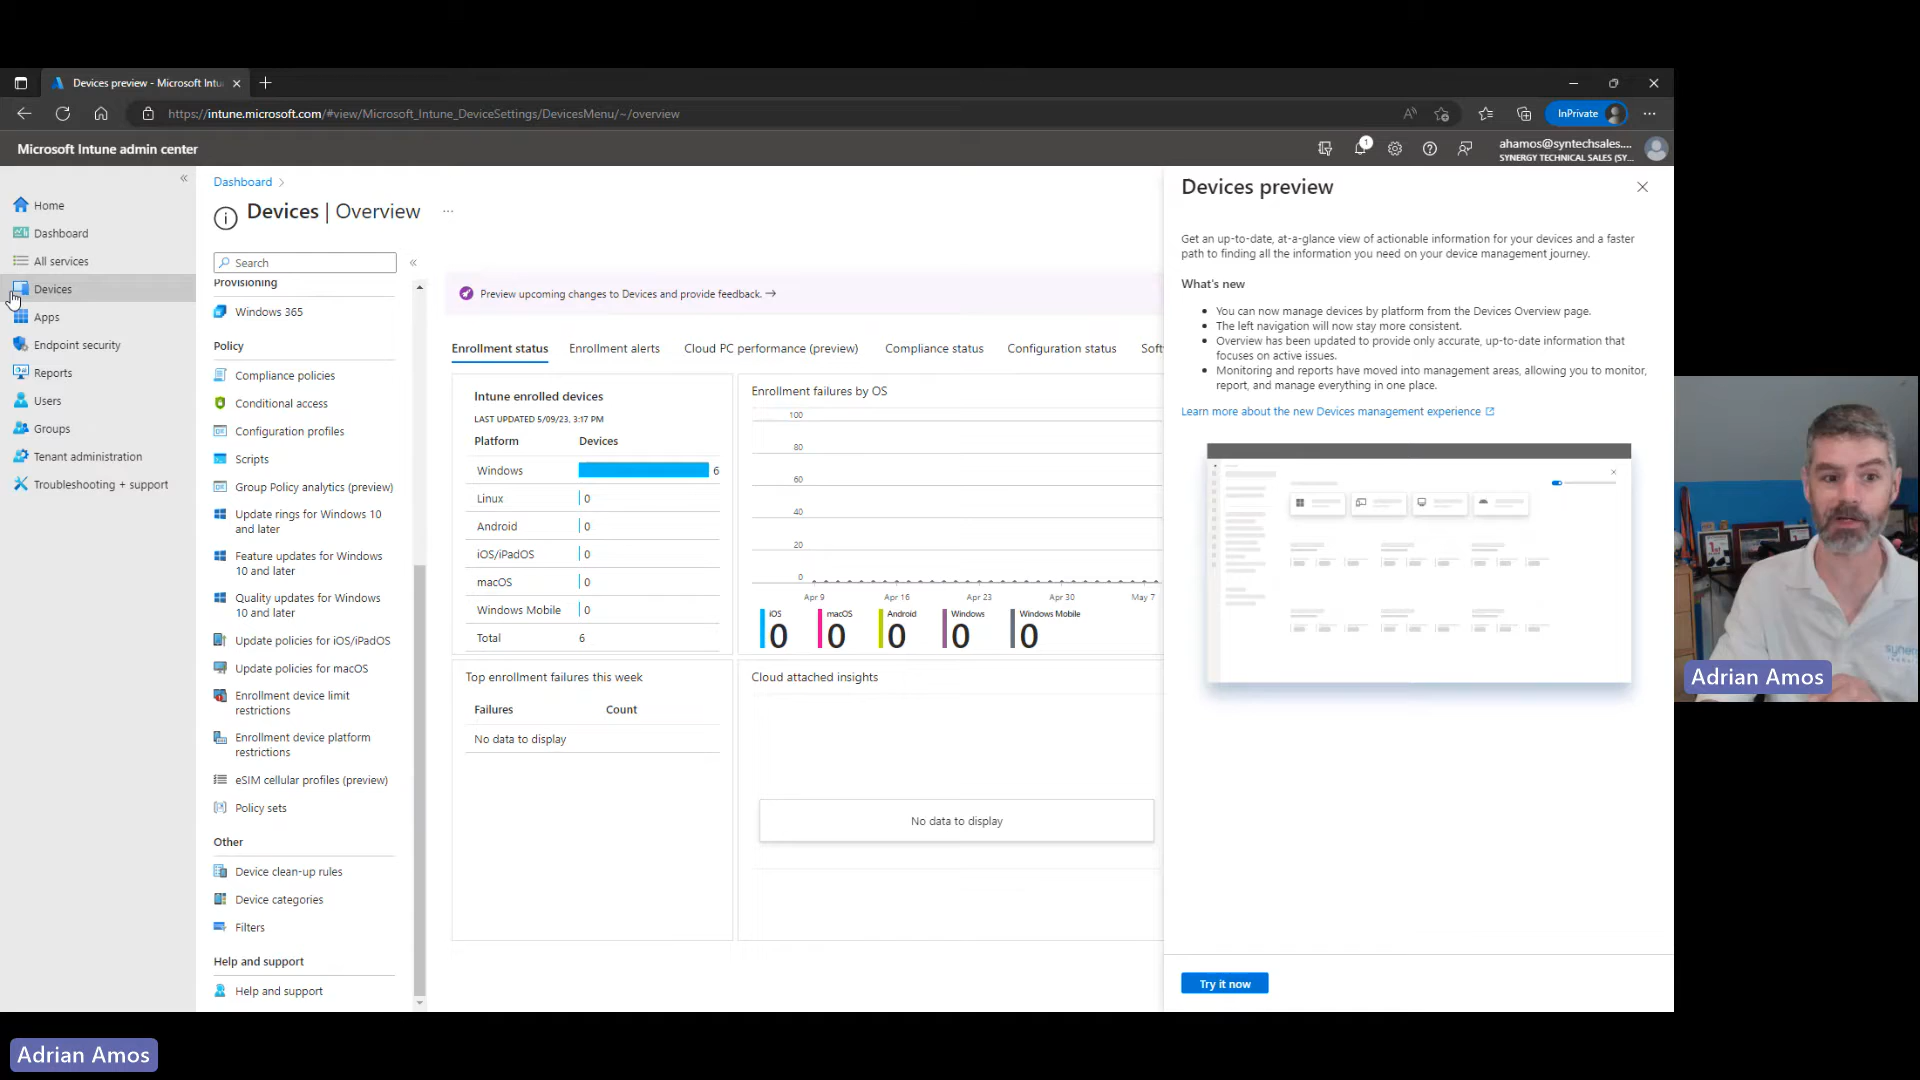 Devices preview - Microsoft Intu
https://intune.microsoft.com/#view/Microsoft_Intune_DeviceSettings/DevicesMenu/~/overview
InPrivate
Microsoft Intune admin center
1
ahamos@syntechsales....
SYNERGY TECHNICAL SALES (SY...
Home
Dashboard
All services
Devices
Apps
Endpoint security
Reports
Users
Groups
Tenant administration
Troubleshooting + support
Dashboard
Devices | Overview
...
Search
Provisioning
Windows 365
Policy
Compliance policies
Conditional access
Configuration profiles
Scripts
Group Policy analytics (preview)
Update rings for Windows 10
and later
Feature updates for Windows
10 and later
Quality updates for Windows
10 and later
Update policies for iOS/iPadOS
Update policies for macOS
Enrollment device limit
restrictions
Enrollment device platform
restrictions
eSIM cellular profiles (preview)
Policy sets
Other
Device clean-up rules
Device categories
Filters
Help and support
Help and support
Preview upcoming changes to Devices and provide feedback. →
Enrollment status Enrollment alerts Cloud PC performance (preview) Compliance status Configuration status Soft
Intune enrolled devices
LAST UPDATED 5/09/23, 3:17 PM
Platform Devices
Windows 6
Linux 0
Android 0
iOS/iPadOS 0
macOS 0
Windows Mobile 0
Total 6
Enrollment failures by OS
100
80
60
40
20
0
Apr 9 Apr 16 Apr 23 Apr 30 May 7
iOS macOS Android Windows Windows Mobile
0 0 0 0 0
Top enrollment failures this week
Failures Count
No data to display
Cloud attached insights
No data to display
Devices preview
Get an up-to-date, at-a-glance view of actionable information for your devices and a faster
path to finding all the information you need on your device management journey.
What's new
• You can now manage devices by platform from the Devices Overview page.
• The left navigation will now stay more consistent.
• Overview has been updated to provide only accurate, up-to-date information that
focuses on active issues.
• Monitoring and reports have moved into management areas, allowing you to monitor,
report, and manage everything in one place.
Learn more about the new Devices management experience
Try it now
Adrian Amos
Adrian Amos